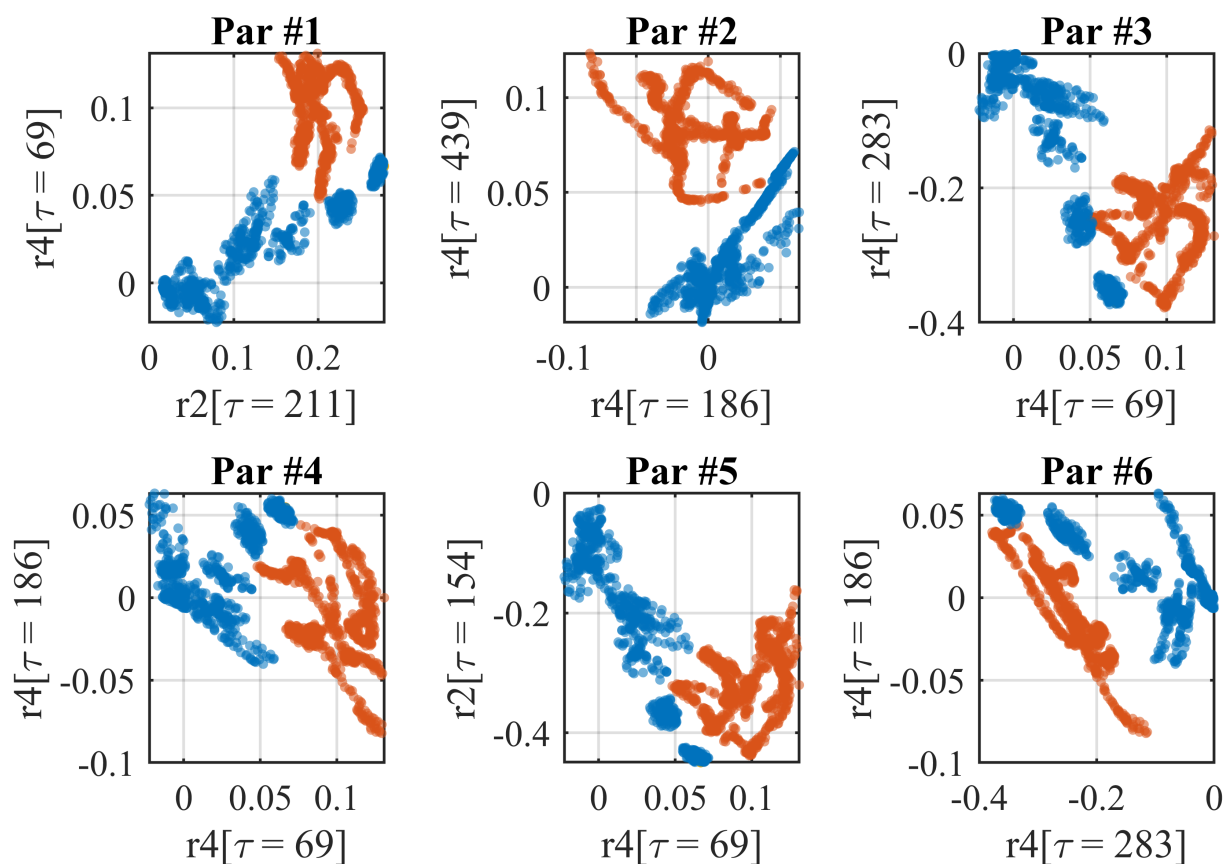 Par #1
r4[τ = 69]
0.1
0.05
0
0
0.1
0.2
r2[τ = 211]
Par #2
r4[τ = 439]
0.1
0.05
0
-0.1
0
r4[τ = 186]
Par #3
r4[τ = 283]
0
-0.2
-0.4
0
0.05
0.1
r4[τ = 69]
Par #4
r4[τ = 186]
0.05
0
-0.05
-0.1
0
0.05
0.1
r4[τ = 69]
Par #5
r2[τ = 154]
0
-0.2
-0.4
0
0.05
0.1
r4[τ = 69]
Par #6
r4[τ = 186]
0.05
0
-0.05
-0.1
-0.4
-0.2
0
r4[τ = 283]